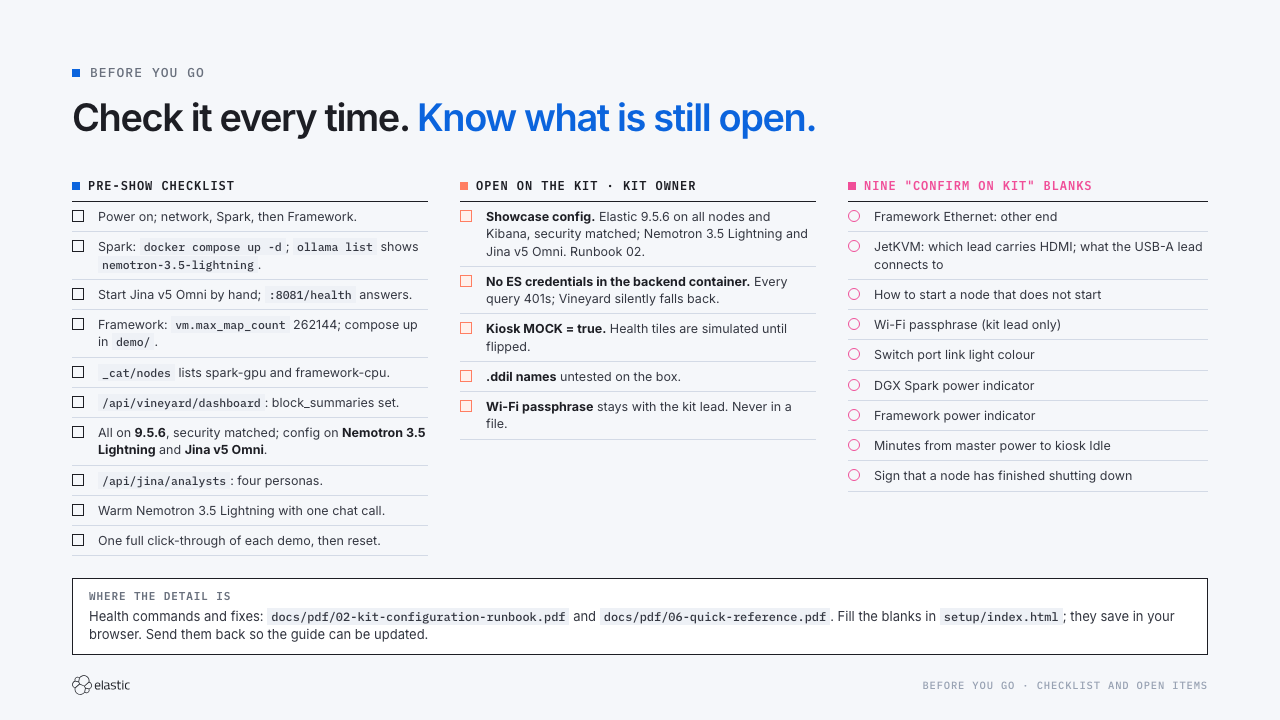 BEFORE YOU GO
Check it every time. Know what is still open.
PRE-SHOW CHECKLIST
Power on; network, Spark, then Framework.
Spark: docker compose up -d; ollama list shows
nemotron-3.5-lightning.
Start Jina v5 Omni by hand; :8081/health answers.
Framework: vm.max_map_count 262144; compose up
in demo/.
_cat/nodes lists spark-gpu and framework-cpu.
/api/vineyard/dashboard: block_summaries set.
All on 9.5.6, security matched; config on Nemotron 3.5
Lightning and Jina v5 Omni.
/api/jina/analysts: four personas.
Warm Nemotron 3.5 Lightning with one chat call.
One full click-through of each demo, then reset.
OPEN ON THE KIT · KIT OWNER
Showcase config. Elastic 9.5.6 on all nodes and
Kibana, security matched; Nemotron 3.5 Lightning and
Jina v5 Omni. Runbook 02.
No ES credentials in the backend container. Every
query 401s; Vineyard silently falls back.
Kiosk MOCK = true. Health tiles are simulated until
flipped.
.ddil names untested on the box.
Wi-Fi passphrase stays with the kit lead. Never in a
file.
NINE "CONFIRM ON KIT" BLANKS
Framework Ethernet: other end
JetKVM: which lead carries HDMI; what the USB-A lead
connects to
How to start a node that does not start
Wi-Fi passphrase (kit lead only)
Switch port link light colour
DGX Spark power indicator
Framework power indicator
Minutes from master power to kiosk Idle
Sign that a node has finished shutting down
WHERE THE DETAIL IS
Health commands and fixes: docs/pdf/02-kit-configuration-runbook.pdf and docs/pdf/06-quick-reference.pdf. Fill the blanks in setup/index.html; they save in your
browser. Send them back so the guide can be updated.
elastic
BEFORE YOU GO · CHECKLIST AND OPEN ITEMS